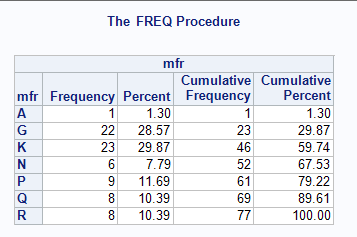 The FREQ Procedure
mfr
mfr Frequency Percent Cumulative Frequency Cumulative Percent
A 1 1.30 1 1.30
G 22 28.57 23 29.87
K 23 29.87 46 59.74
N 6 7.79 52 67.53
P 9 11.69 61 79.22
Q 8 10.39 69 89.61
R 8 10.39 77 100.00